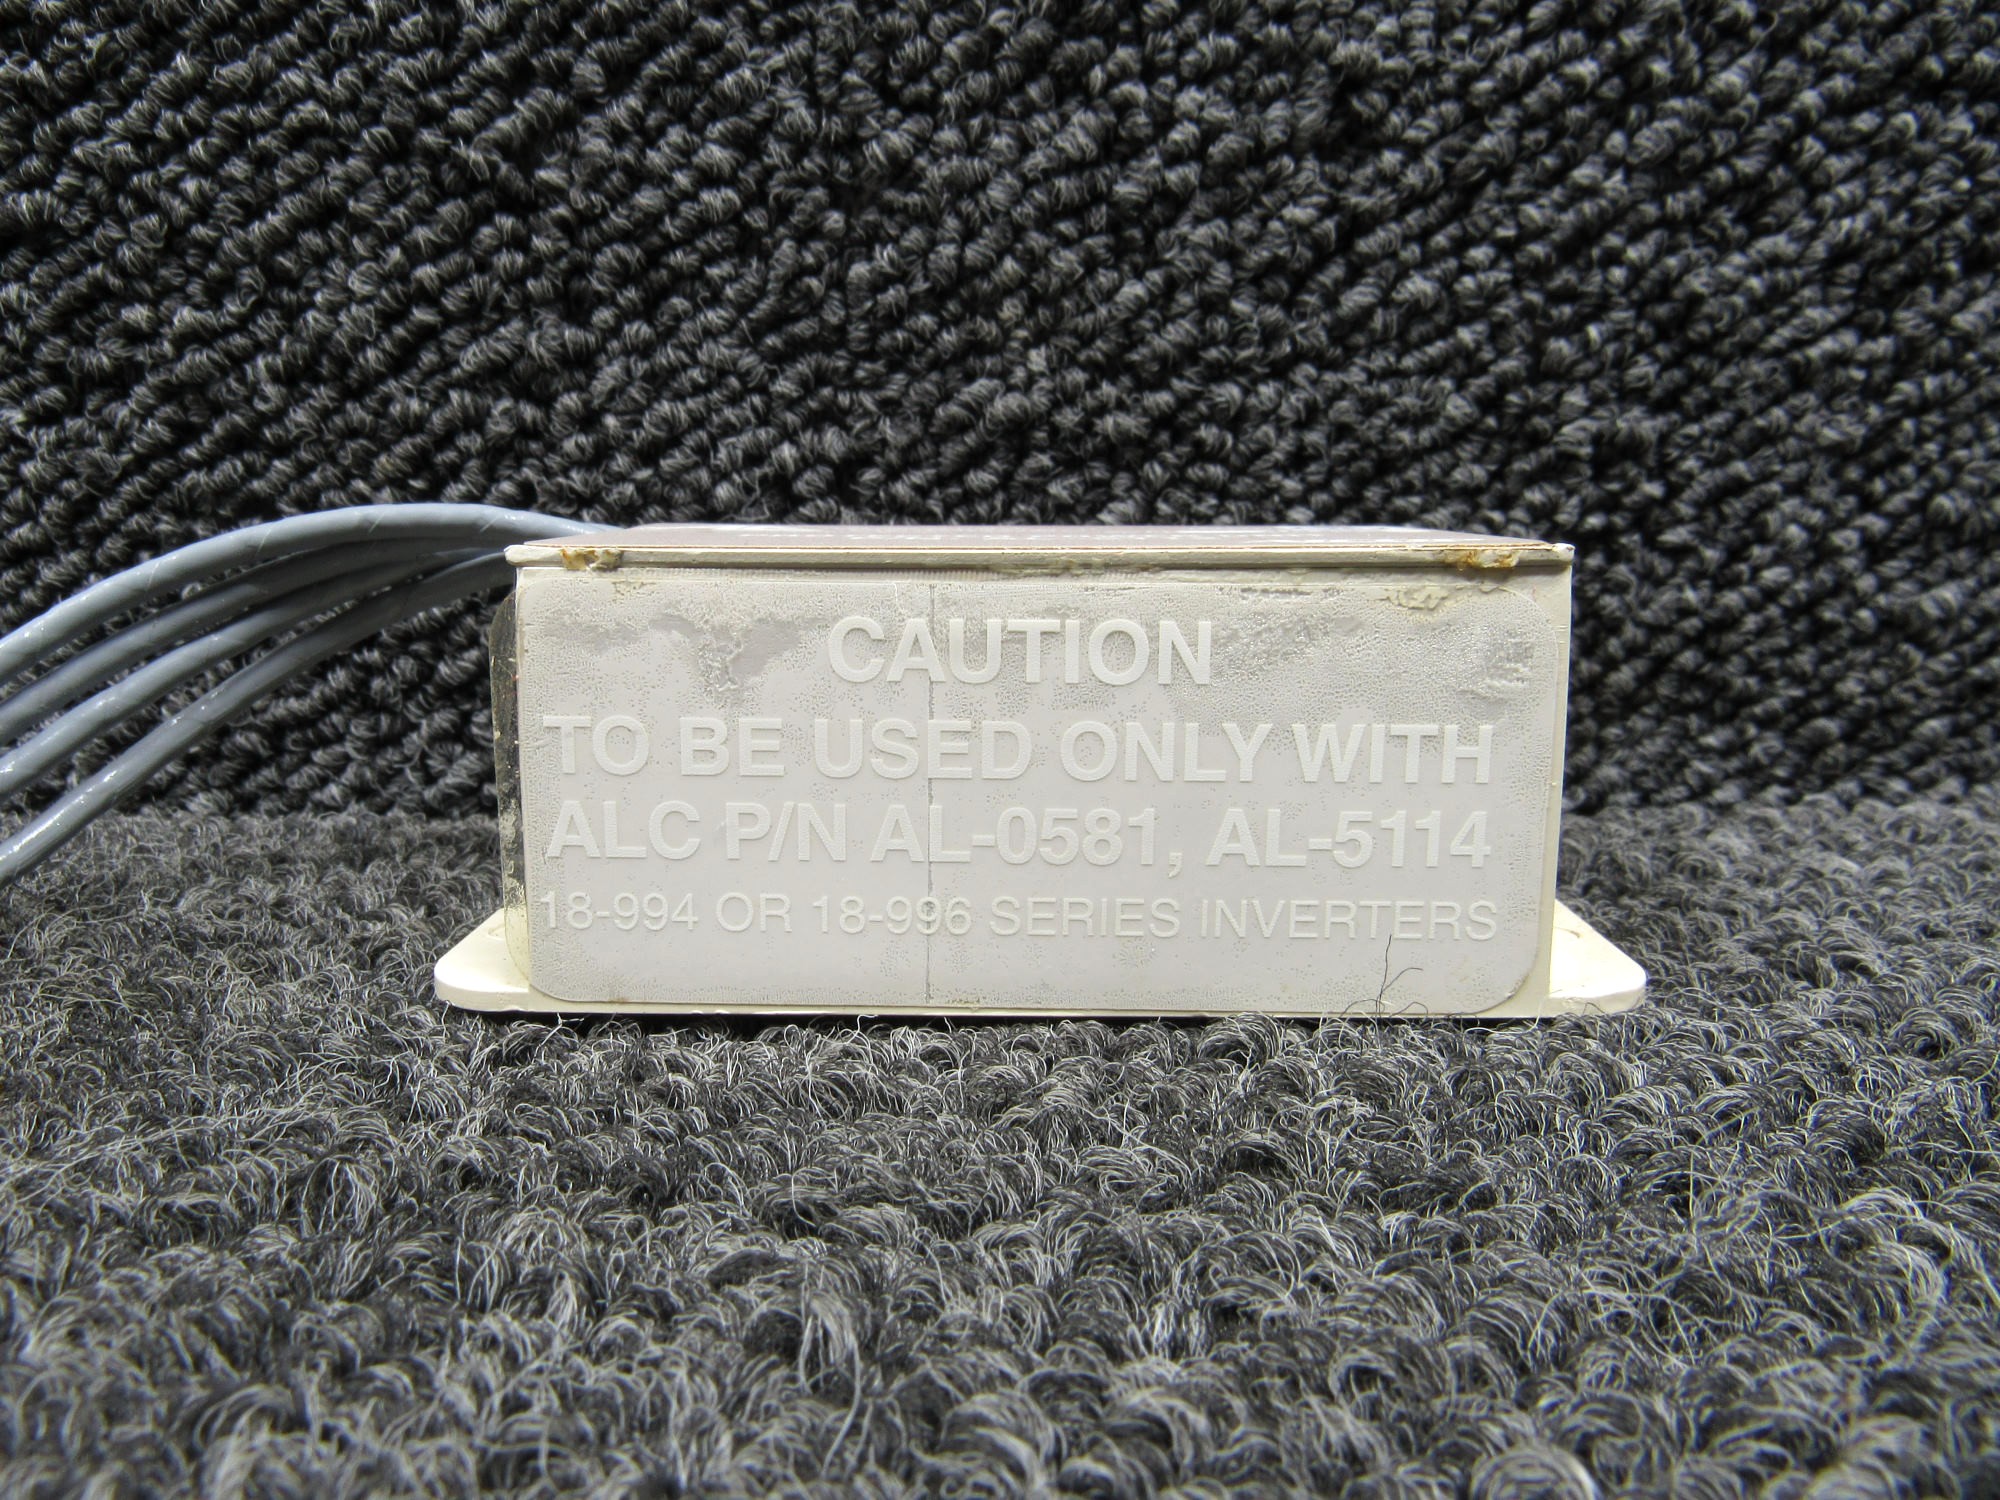 CAUTION
TO BE USED ONLY WITH
ALC P/N AL-0581, AL-5114
18-994 OR 18-996 SERIES INVERTERS